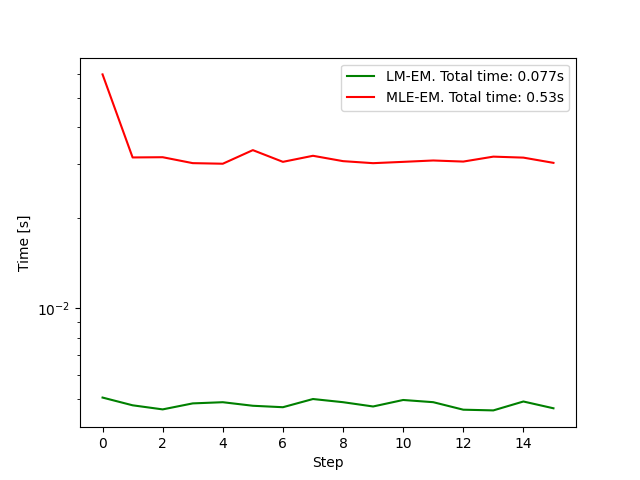 LM-EM. Total time: 0.077s
MLE-EM. Total time: 0.53s
Time [s]
10⁻²
0 2 4 6 8 10 12 14
Step